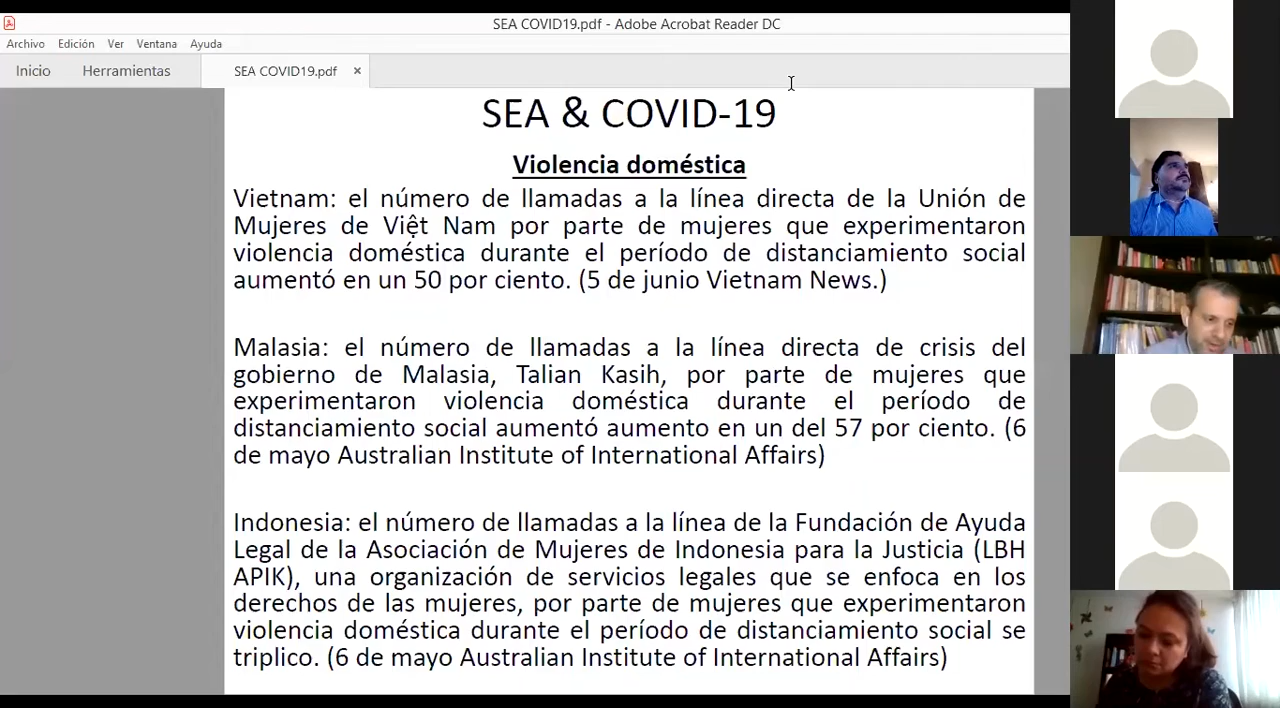 SEA COVID19.pdf - Adobe Acrobat Reader DC
Archivo Edición Ver Ventana Ayuda
Inicio Herramientas SEA COVID19.pdf ×
SEA & COVID-19
Violencia doméstica
Vietnam: el número de llamadas a la línea directa de la Unión de
Mujeres de Việt Nam por parte de mujeres que experimentaron
violencia doméstica durante el período de distanciamiento social
aumentó en un 50 por ciento. (5 de junio Vietnam News.)
Malasia: el número de llamadas a la línea directa de crisis del
gobierno de Malasia, Talian Kasih, por parte de mujeres que
experimentaron violencia doméstica durante el período de
distanciamiento social aumentó aumento en un del 57 por ciento. (6
de mayo Australian Institute of International Affairs)
Indonesia: el número de llamadas a la línea de la Fundación de Ayuda
Legal de la Asociación de Mujeres de Indonesia para la Justicia (LBH
APIK), una organización de servicios legales que se enfoca en los
derechos de las mujeres, por parte de mujeres que experimentaron
violencia doméstica durante el período de distanciamiento social se
triplico. (6 de mayo Australian Institute of International Affairs)